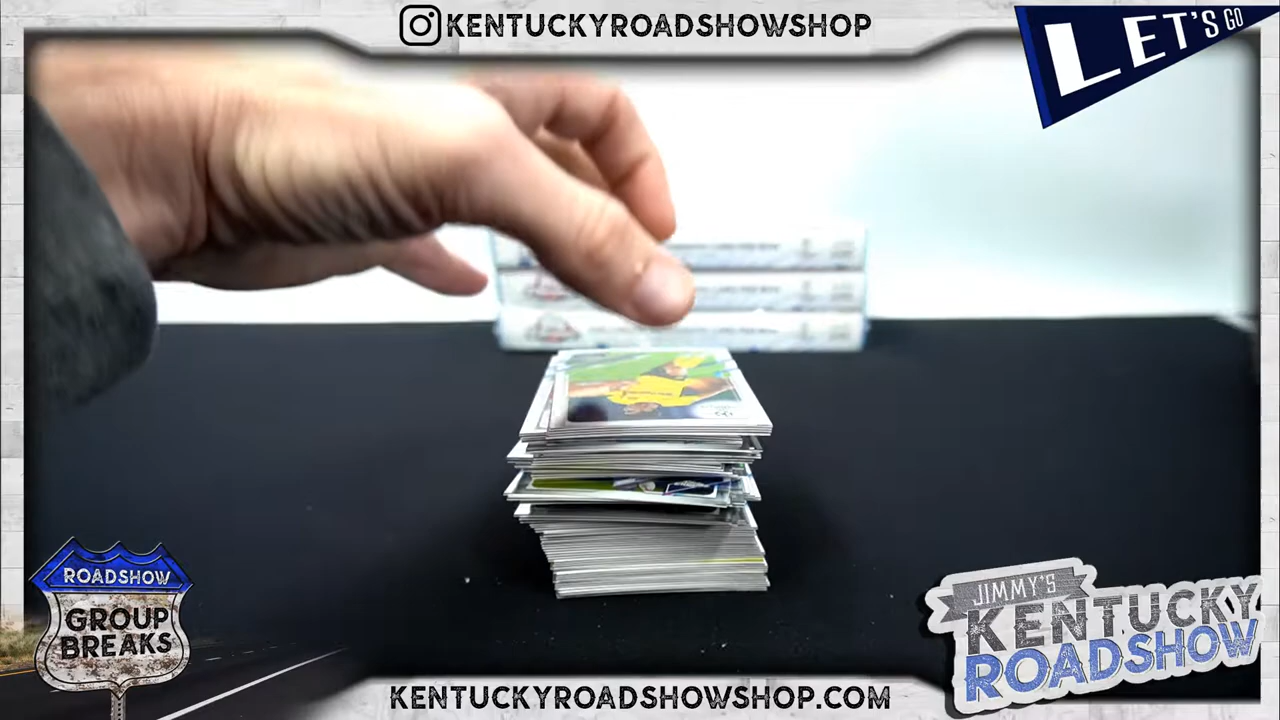 KENTUCKYROADSHOWSHOP
LET'S GO
ROADSHOW
GROUP
BREAKS
JIMMY'S
KENTUCKY
ROADSHOW
KENTUCKYROADSHOWSHOP.COM